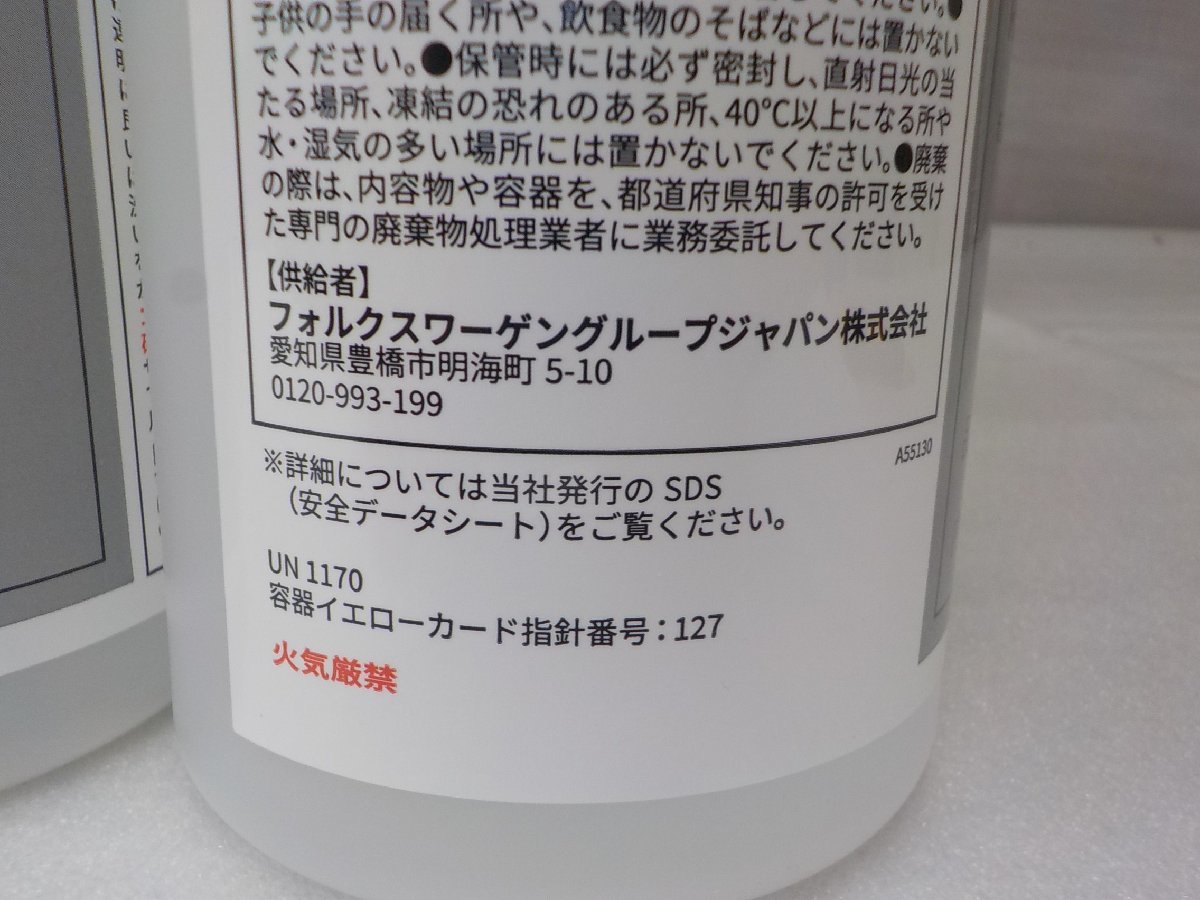 ください。●
子供の手の届く所や、飲食物のそばなどには置かない
でください。●保管時には必ず密封し、直射日光の当
たる場所、凍結の恐れのある所、40℃以上になる所や
水・湿気の多い場所には置かないでください。●廃棄
の際は、内容物や容器を、都道府県知事の許可を受け
た専門の廃棄物処理業者に業務委託してください。
【供給者】
フォルクスワーゲングループジャパン株式会社
愛知県豊橋市明海町 5-10
0120-993-199
A55130
※詳細については当社発行の SDS
（安全データシート）をご覧ください。
UN 1170
容器イエローカード指針番号：127
火気厳禁